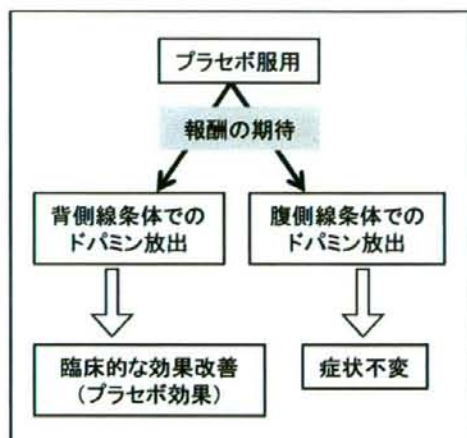 プラセボ服用
報酬の期待
背側線条体での
ドパミン放出
腹側線条体での
ドパミン放出
臨床的な効果改善
（プラセボ効果）
症状不変